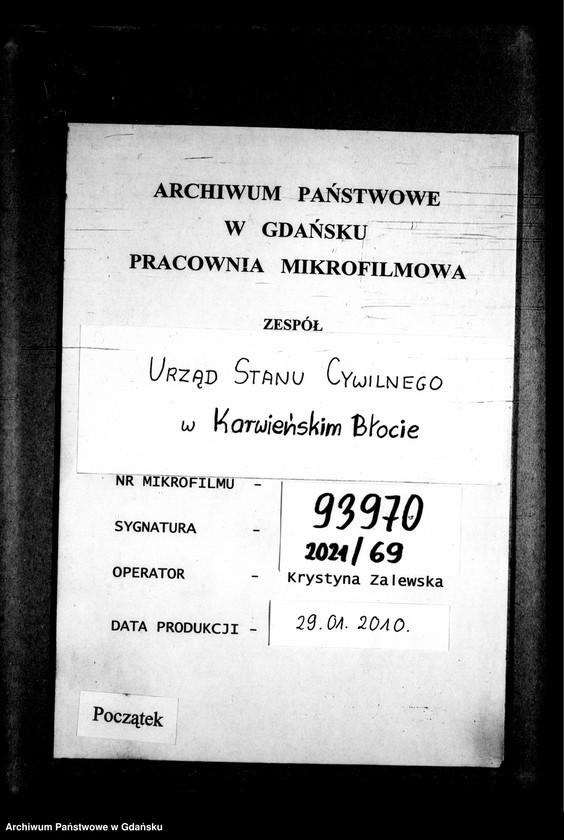 ARCHIWUM PAŃSTWOWE
W GDAŃSKU
PRACOWNIA MIKROFILMOWA
ZESPÓŁ
URZĄD STANU CYWILNEGO
w Karwieńskim Błocie
NR MIKROFILMU - 93970
SYGNATURA - 2021/69
OPERATOR - Krystyna Zalewska
DATA PRODUKCJI - 29.01.2010.
Początek
Archiwum Państwowe w Gdańsku